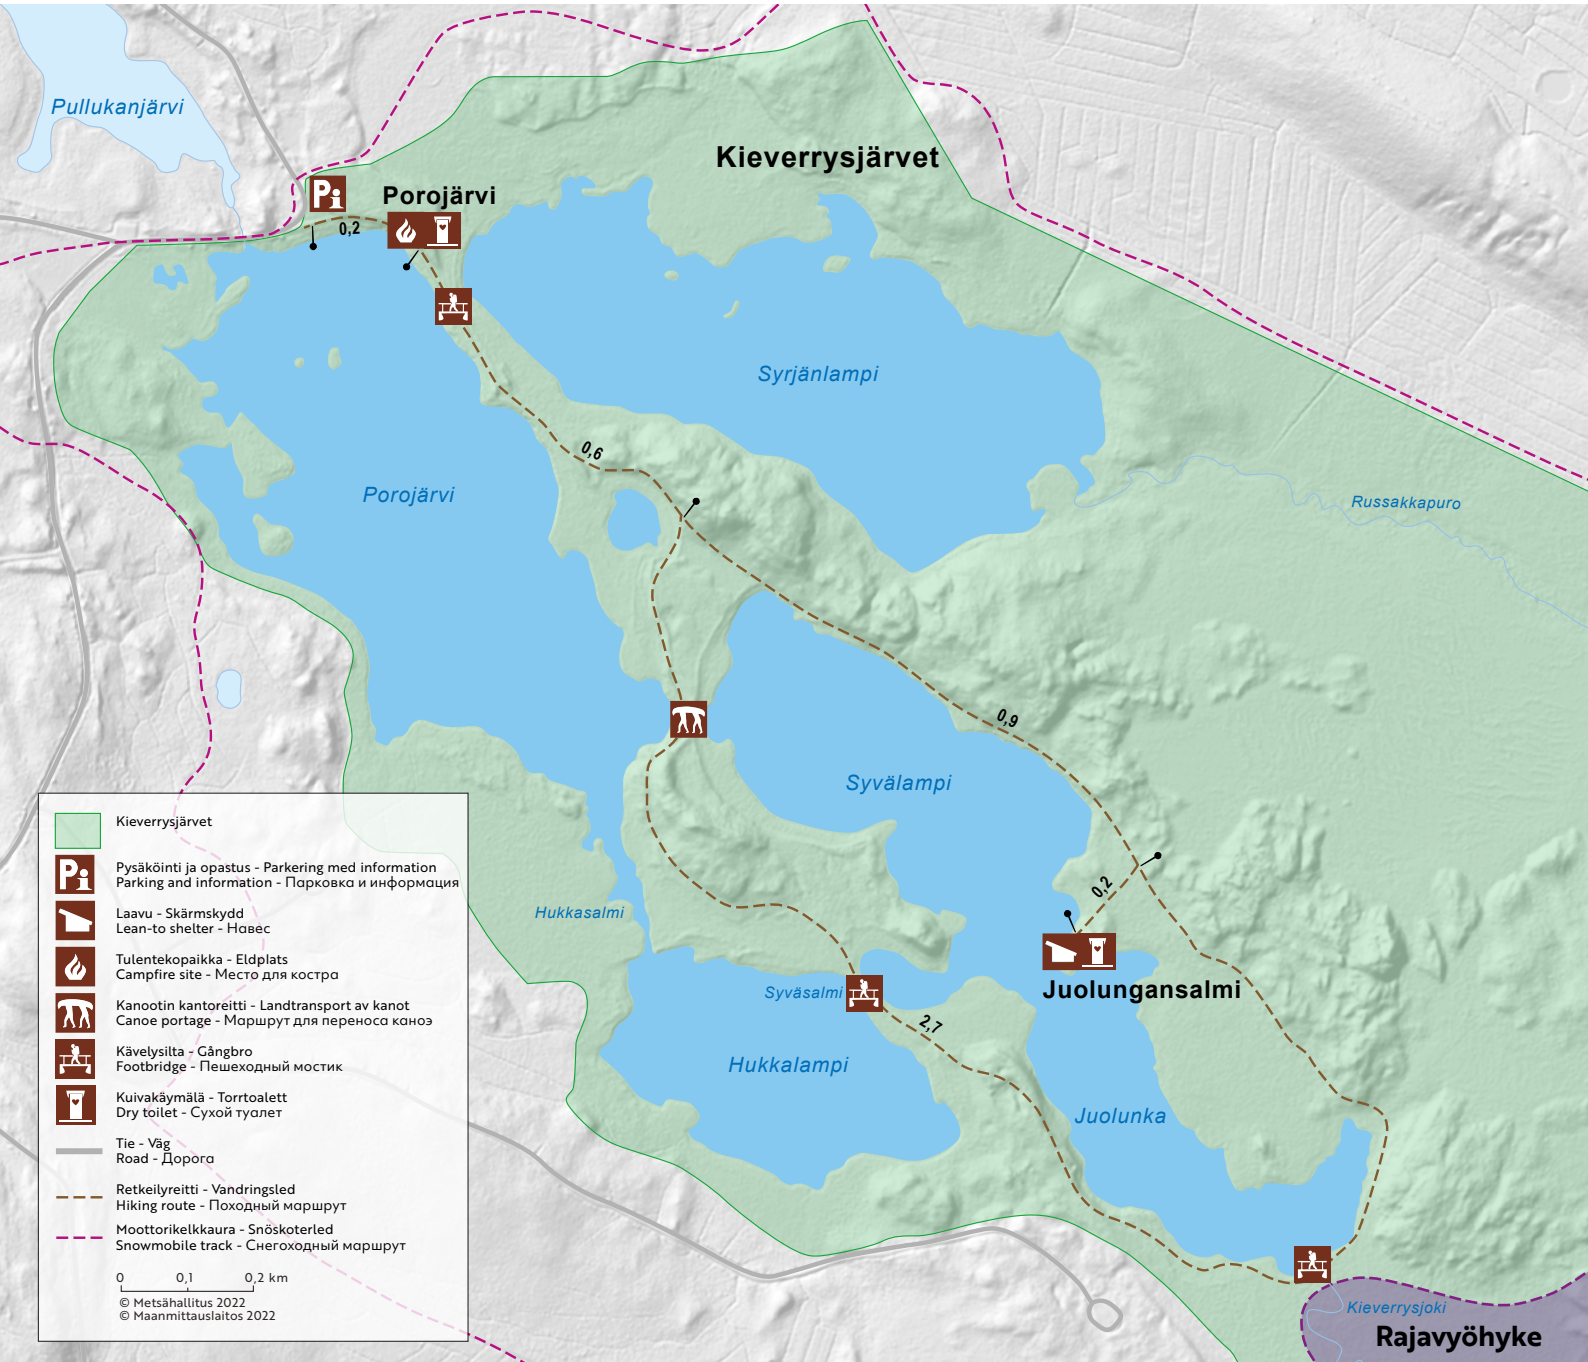 Pullukanjärvi
Kieverrysjärvet
Pi
Porojärvi
0,2
Syrjänlampi
0,6
Porojärvi
Russakkapuro
0,9
Syvälampi
0,2
Hukkasalmi
Syväsalmi
Juolungansalmi
2,7
Hukkalampi
Juolunka
Kieverrysjoki
Rajavyöhyke
Kieverrysjärvet
Pi
Pysäköinti ja opastus - Parkering med information
Parking and information - Парковка и информация
Laavu - Skärmskydd
Lean-to shelter - Навес
Tulentekopaikka - Eldplats
Campfire site - Место для костра
Kanootin kantoreitti - Landtransport av kanot
Canoe portage - Маршрут для переноса каноэ
Kävelysilta - Gångbro
Footbridge - Пешеходный мостик
Kuivakäymälä - Torrtoalett
Dry toilet - Сухой туалет
Tie - Väg
Road - Дорога
Retkeilyreitti - Vandringsled
Hiking route - Походный маршрут
Moottorikelkkaura - Snöskoterled
Snowmobile track - Снегоходный маршрут
0 0,1 0,2 km
© Metsähallitus 2022
© Maanmittauslaitos 2022